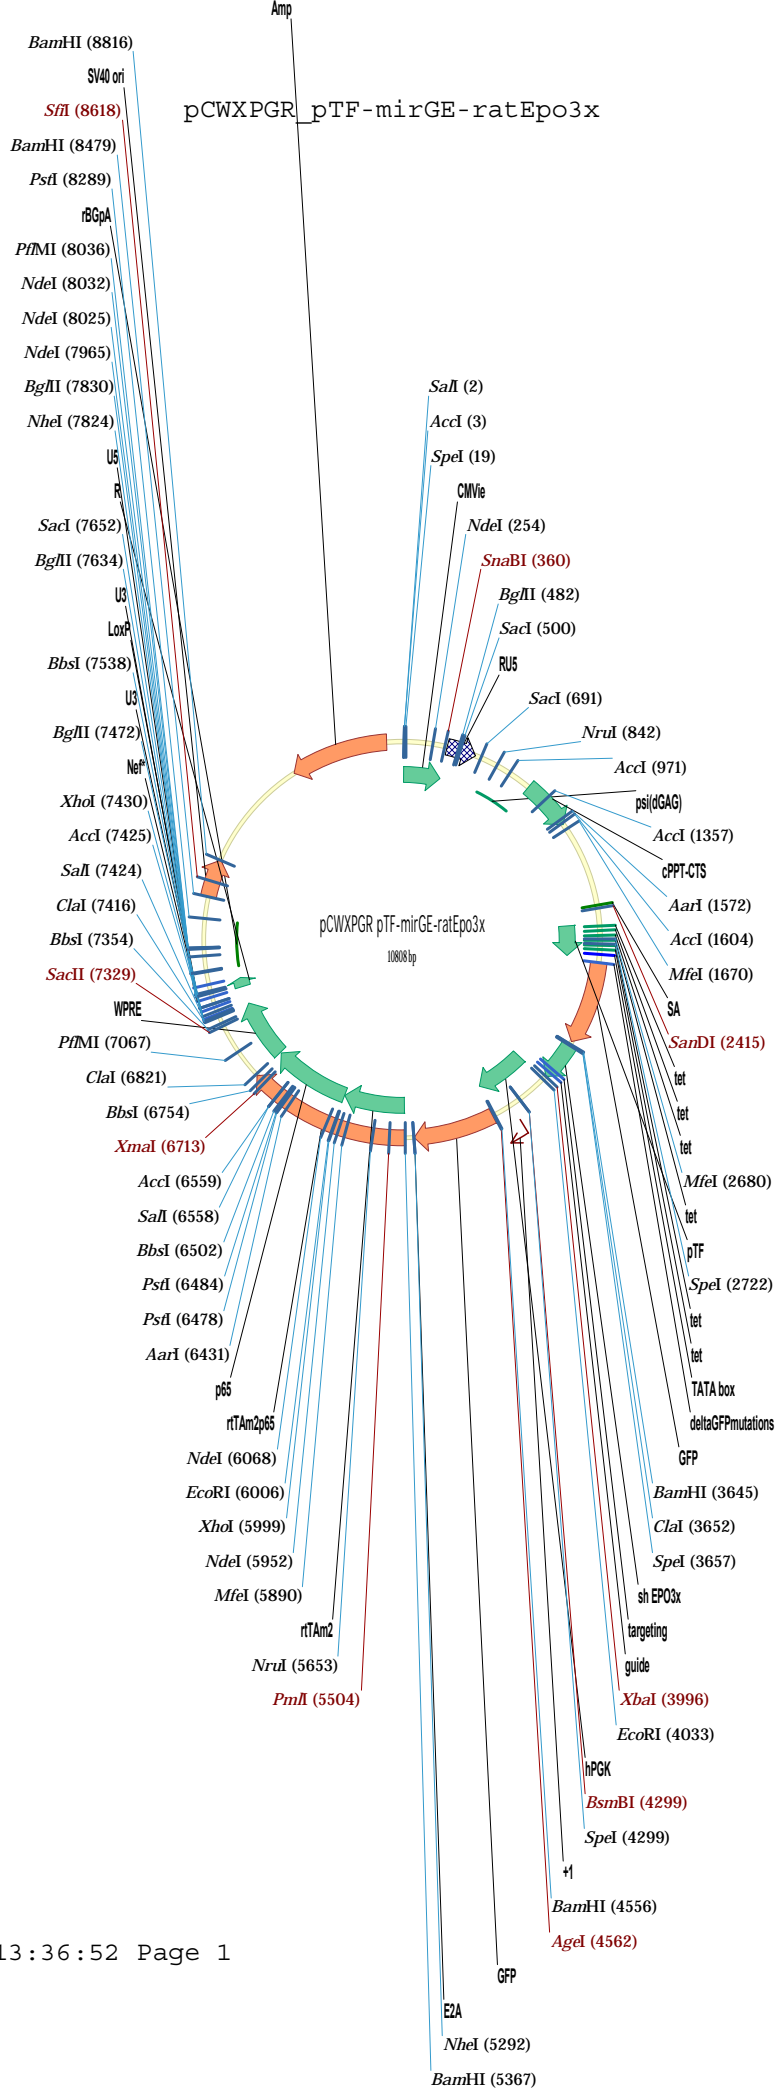 Amp
BamHI (8816)
SV40 ori
SfiI (8618)
pCWXPGR_pTF-mirGE-ratEpo3x
BamHI (8479)
PstI (8289)
rBGpA
PflMI (8036)
NdeI (8032)
NdeI (8025)
NdeI (7965)
BglII (7830)
NheI (7824)
U5
R
SacI (7652)
BglII (7634)
U3
LoxP
BbsI (7538)
U3
BglII (7472)
Nef*
XhoI (7430)
AccI (7425)
SalI (7424)
ClaI (7416)
BbsI (7354)
SacII (7329)
WPRE
PflMI (7067)
ClaI (6821)
BbsI (6754)
XmaI (6713)
AccI (6559)
SalI (6558)
BbsI (6502)
PstI (6484)
PstI (6478)
AarI (6431)
p65
rtTAm2p65
NdeI (6068)
EcoRI (6006)
XhoI (5999)
NdeI (5952)
MfeI (5890)
rtTAm2
NruI (5653)
PmlI (5504)
SalI (2)
AccI (3)
SpeI (19)
CMVie
NdeI (254)
SnaBI (360)
BglII (482)
SacI (500)
RU5
SacI (691)
NruI (842)
AccI (971)
psi(dGAG)
AccI (1357)
cPPT-CTS
AarI (1572)
AccI (1604)
MfeI (1670)
SA
SanDI (2415)
tet
tet
tet
MfeI (2680)
tet
pTF
SpeI (2722)
tet
tet
TATA box
deltaGFPmutations
GFP
BamHI (3645)
ClaI (3652)
SpeI (3657)
sh EPO3x
targeting
guide
XbaI (3996)
EcoRI (4033)
hPGK
BsmBI (4299)
SpeI (4299)
+1
BamHI (4556)
AgeI (4562)
GFP
E2A
NheI (5292)
BamHI (5367)
pCWXPGR pTF-mirGE-ratEpo3x
10808 bp
13:36:52 Page 1